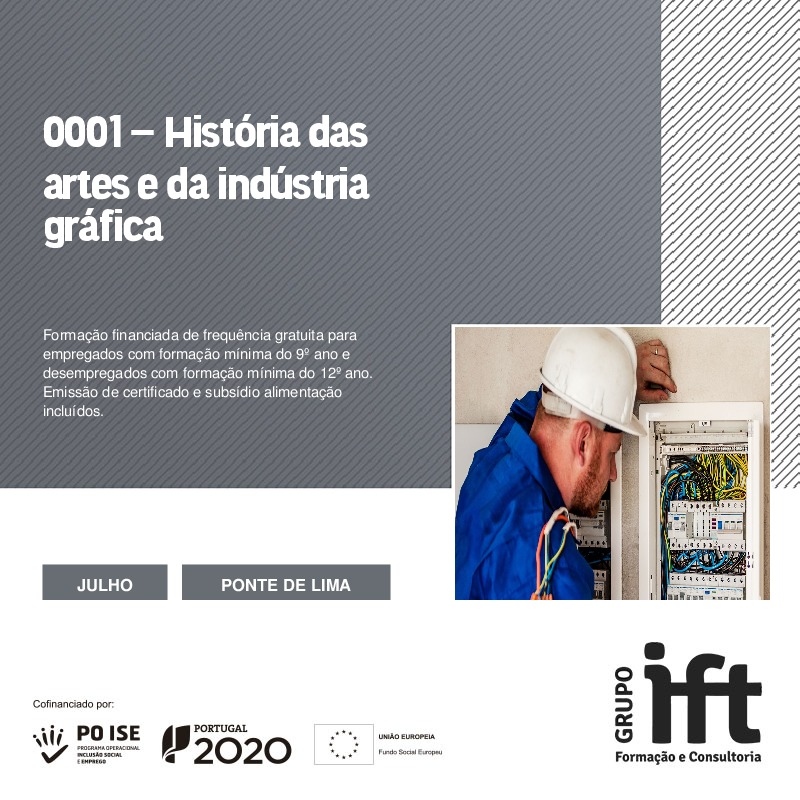 0001 – História das
artes e da indústria
gráfica
Formação financiada de frequência gratuita para
empregados com formação mínima do 9º ano e
desempregados com formação mínima do 12º ano.
Emissão de certificado e subsídio alimentação
incluídos.
JULHO
PONTE DE LIMA
Cofinanciado por:
PO ISE
PROGRAMA OPERACIONAL
INCLUSÃO SOCIAL
E EMPREGO
PORTUGAL
2020
UNIÃO EUROPEIA
Fundo Social Europeu
GRUPO
ift
Formação e Consultoria